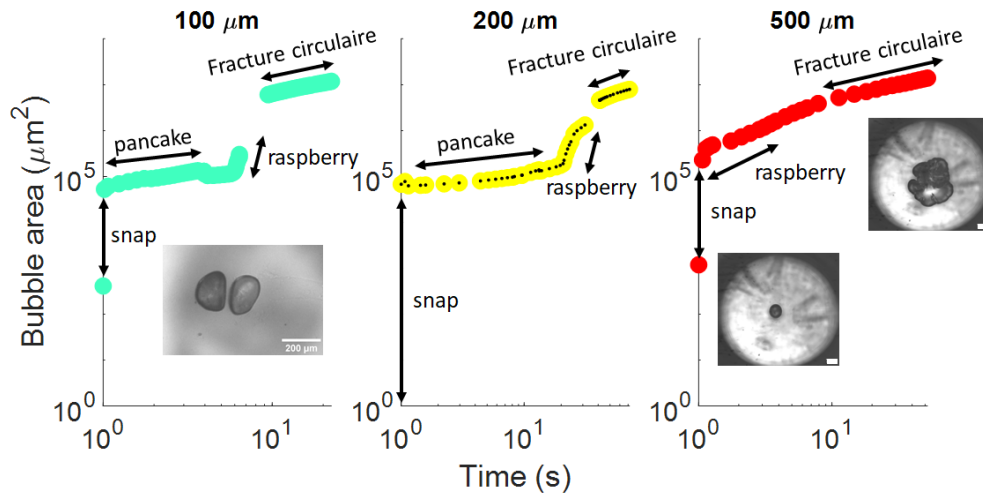 100 μm
200 μm
500 μm
Fracture circulaire
Fracture circulaire
Fracture circulaire
pancake
pancake
raspberry
raspberry
raspberry
snap
snap
snap
200 μm
Bubble area (μm²)
10⁵
10⁰
10⁵
10⁰
10⁵
10⁰
10⁰
10¹
10⁰
10¹
10⁰
10¹
Time (s)